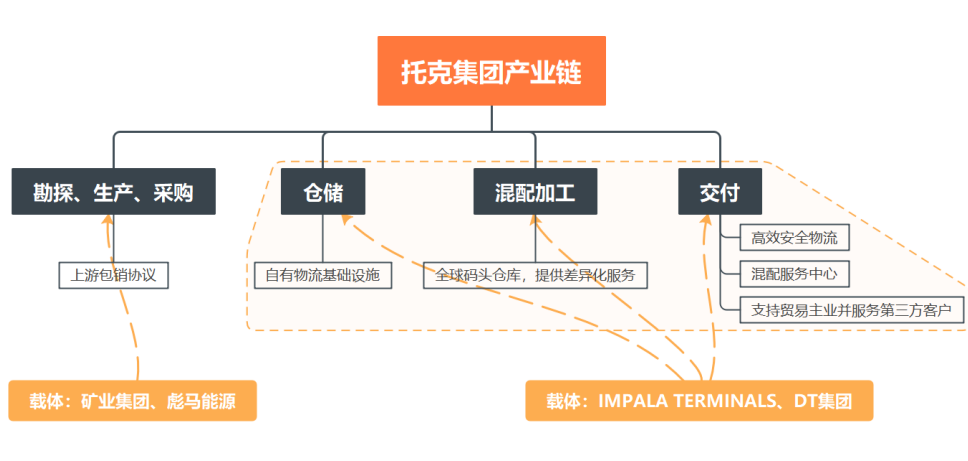 托克集团产业链
勘探、生产、采购
仓储
混配加工
交付
上游包销协议
自有物流基础设施
全球码头仓库，提供差异化服务
高效安全物流
混配服务中心
支持贸易主业并服务第三方客户
载体：矿业集团、彪马能源
载体：IMPALA TERMINALS、DT集团